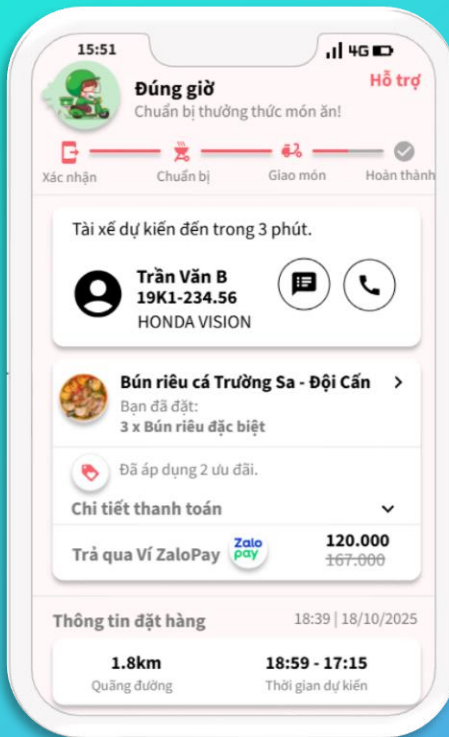 15:51
4G
Đúng giờ
Hỗ trợ
Chuẩn bị thưởng thức món ăn!
Xác nhận
Chuẩn bị
Giao món
Hoàn thành
Tài xế dự kiến đến trong 3 phút.
Trần Văn B
19K1-234.56
HONDA VISION
Bún riêu cá Trường Sa - Đội Cấn
Bạn đã đặt:
3 x Bún riêu đặc biệt
Đã áp dụng 2 ưu đãi.
Chi tiết thanh toán
Trả qua Ví ZaloPay
Zalo
pay
120.000
167.000
Thông tin đặt hàng
18:39 | 18/10/2025
1.8km
18:59 - 17:15
Quãng đường
Thời gian dự kiến